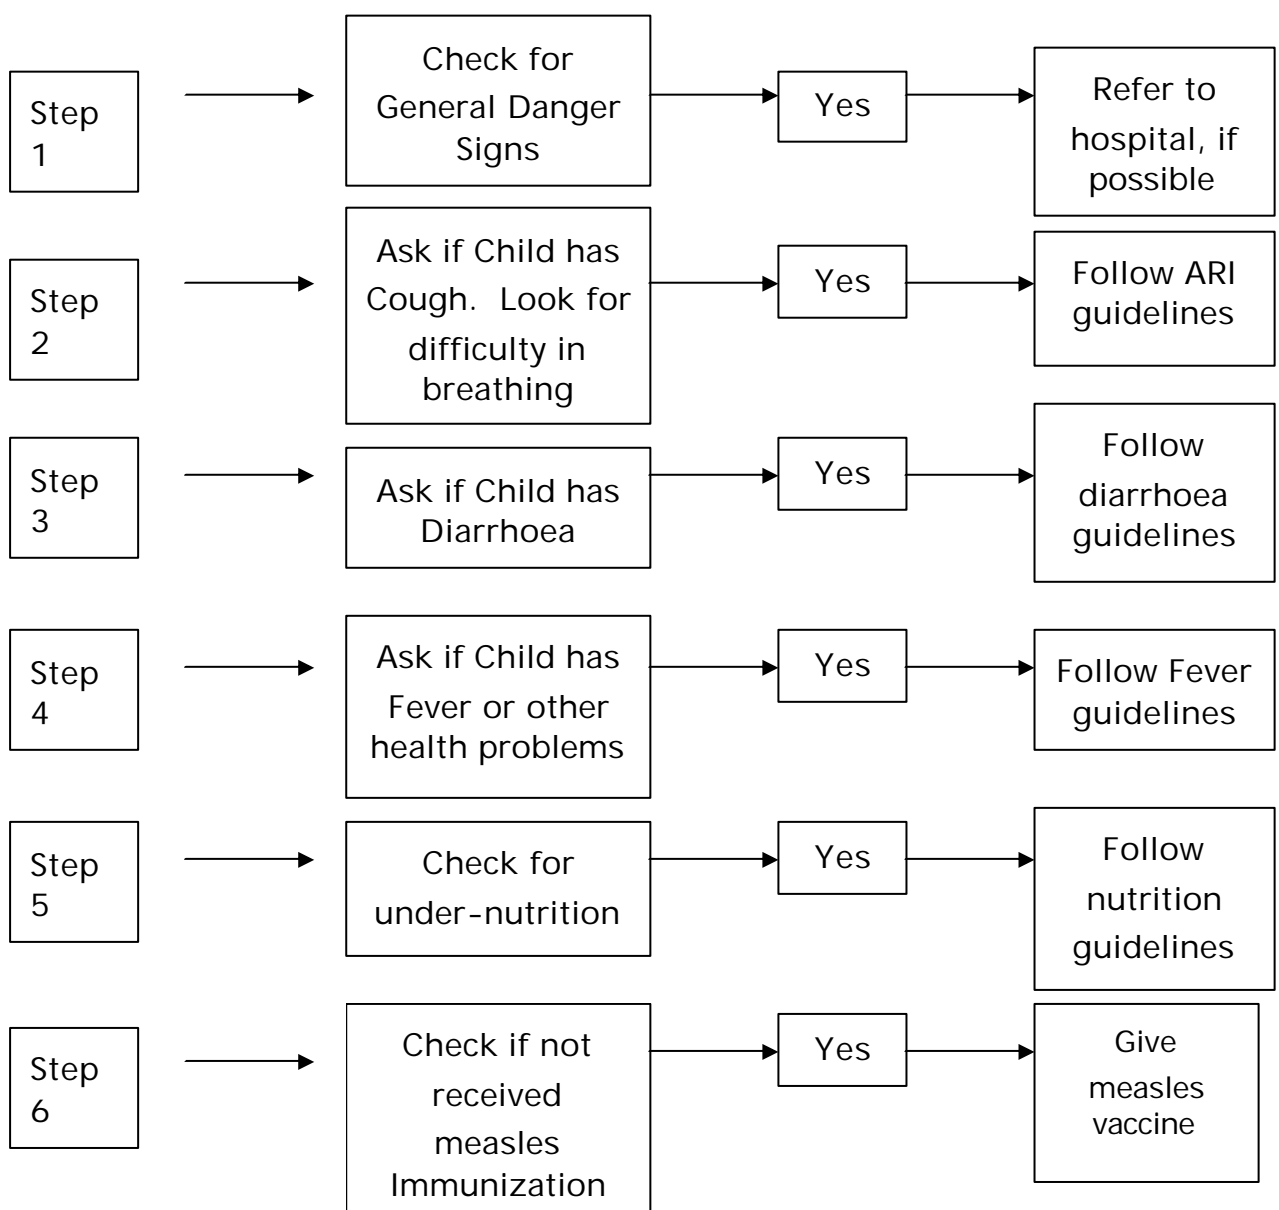 Step
1
Check for
General Danger
Signs
Yes
Refer to
hospital, if
possible
Step
2
Ask if Child has
Cough.  Look for
difficulty in
breathing
Yes
Follow ARI
guidelines
Step
3
Ask if Child has
Diarrhoea
Yes
Follow
diarrhoea
guidelines
Step
4
Ask if Child has
Fever or other
health problems
Yes
Follow Fever
guidelines
Step
5
Check for
under-nutrition
Yes
Follow
nutrition
guidelines
Step
6
Check if not
received
measles
Immunization
Yes
Give
measles
vaccine